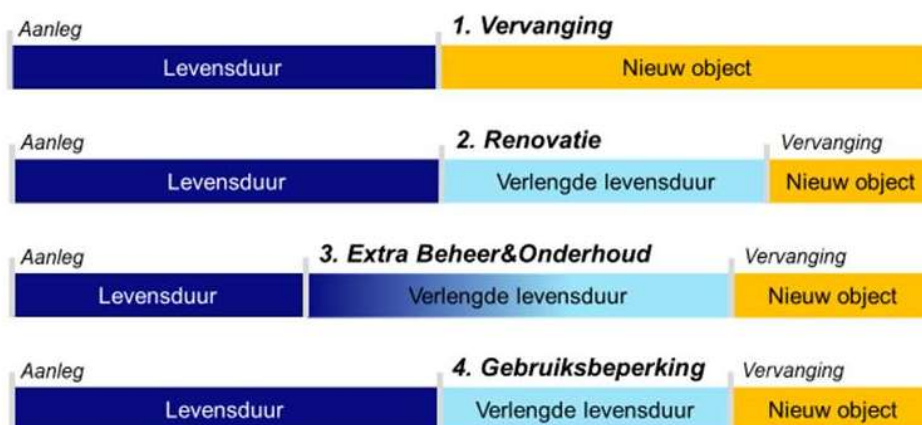 Aanleg 1. Vervanging
Levensduur Nieuw object
Aanleg 2. Renovatie Vervanging
Levensduur Verlengde levensduur Nieuw object
Aanleg 3. Extra Beheer&Onderhoud Vervanging
Levensduur Verlengde levensduur Nieuw object
Aanleg 4. Gebruiksbeperking Vervanging
Levensduur Verlengde levensduur Nieuw object